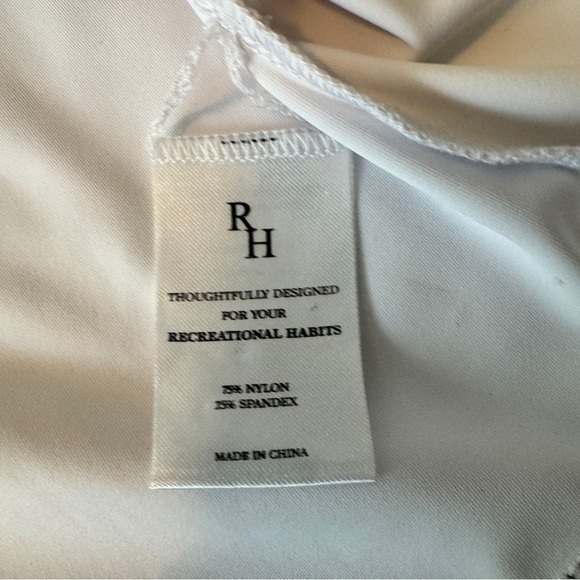 RH
THOUGHTFULLY DESIGNED
FOR YOUR
RECREATIONAL HABITS
75% NYLON
25% SPANDEX
MADE IN CHINA